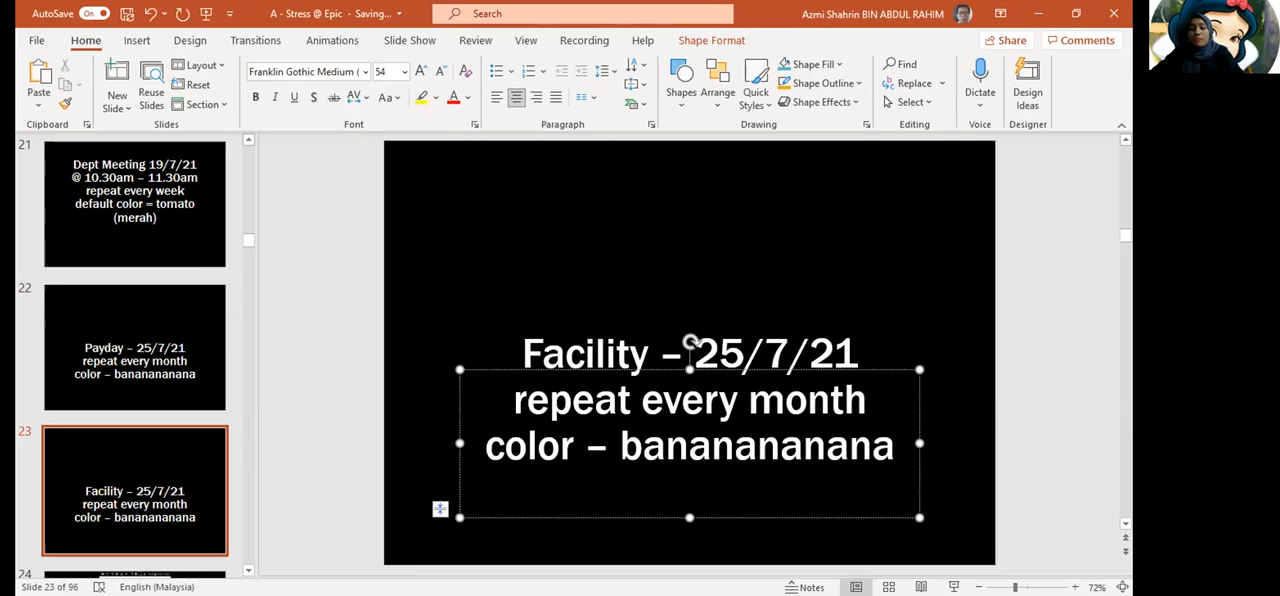 AutoSave On A - Stress @ Epic - Saving... Search Azmi Shahrin BIN ABDUL RAHIM
File Home Insert Design Transitions Animations Slide Show Review View Recording Help Shape Format Share Comments
Paste
New Slide
Reuse Slides
Layout
Reset
Section
Franklin Gothic Medium ( 54
Shapes
Arrange
Quick Styles
Shape Fill
Shape Outline
Shape Effects
Find
Replace
Select
Dictate
Design Ideas
Clipboard Slides Font Paragraph Drawing Editing Voice Designer
21
Dept Meeting 19/7/21
@ 10.30am – 11.30am
repeat every week
default color = tomato
(merah)
22
Payday – 25/7/21
repeat every month
color – banananana
23
Facility – 25/7/21
repeat every month
color – banananana
24
Facility – 25/7/21
repeat every month
color – banananana
Slide 23 of 96 English (Malaysia) Notes 72%